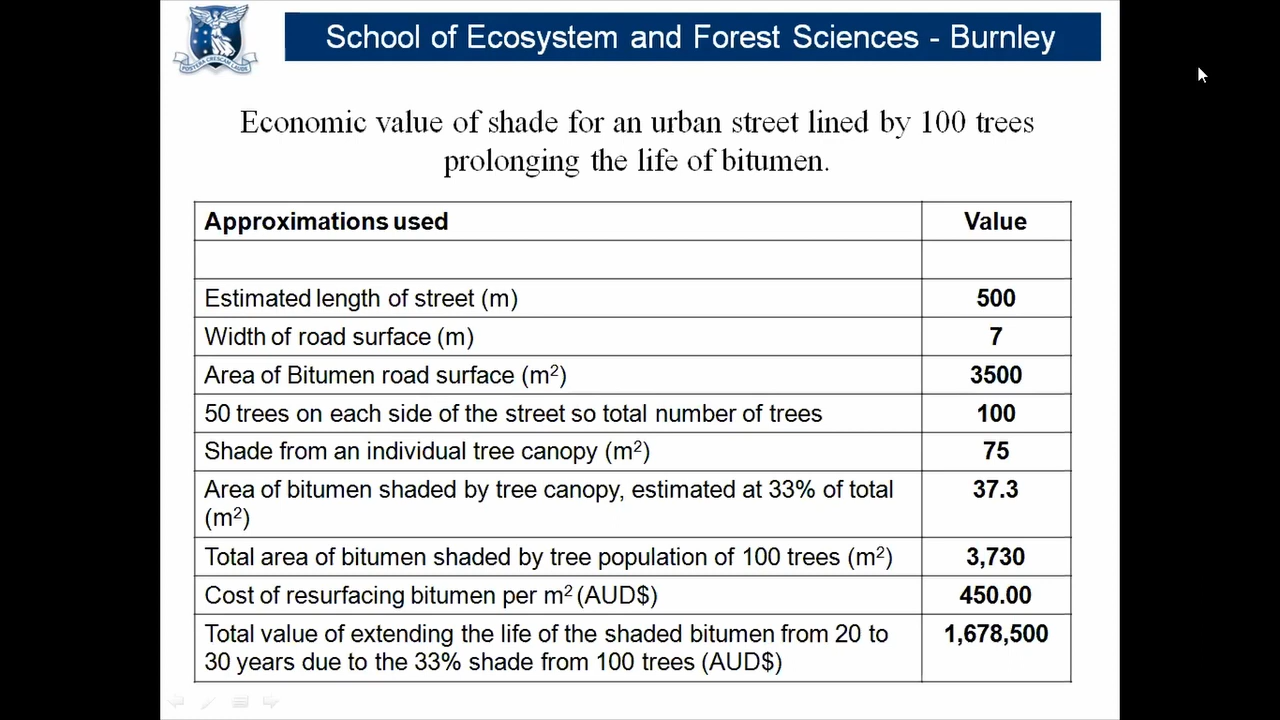 School of Ecosystem and Forest Sciences - Burnley
POSTERA CRESCAM LAUDE
Economic value of shade for an urban street lined by 100 trees
prolonging the life of bitumen.
Approximations used Value
Estimated length of street (m) 500
Width of road surface (m) 7
Area of Bitumen road surface (m²) 3500
50 trees on each side of the street so total number of trees 100
Shade from an individual tree canopy (m²) 75
Area of bitumen shaded by tree canopy, estimated at 33% of total 37.3
(m²)
Total area of bitumen shaded by tree population of 100 trees (m²) 3,730
Cost of resurfacing bitumen per m² (AUD$) 450.00
Total value of extending the life of the shaded bitumen from 20 to 1,678,500
30 years due to the 33% shade from 100 trees (AUD$)